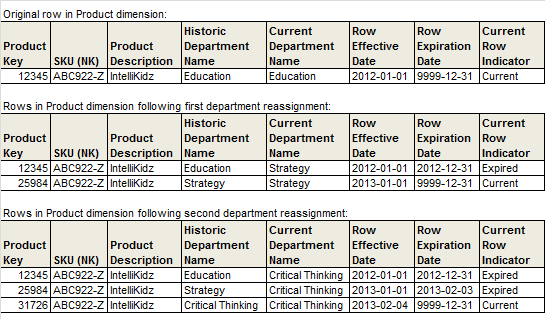 Original row in Product dimension:
Product Key SKU (NK) Product Description Historic Department Name Current Department Name Row Effective Date Row Expiration Date Current Row Indicator
12345 ABC922-Z IntelliKidz Education Education 2012-01-01 9999-12-31 Current
Rows in Product dimension following first department reassignment:
Product Key SKU (NK) Product Description Historic Department Name Current Department Name Row Effective Date Row Expiration Date Current Row Indicator
12345 ABC922-Z IntelliKidz Education Strategy 2012-01-01 2012-12-31 Expired
25984 ABC922-Z IntelliKidz Strategy Strategy 2013-01-01 9999-12-31 Current
Rows in Product dimension following second department reassignment:
Product Key SKU (NK) Product Description Historic Department Name Current Department Name Row Effective Date Row Expiration Date Current Row Indicator
12345 ABC922-Z IntelliKidz Education Critical Thinking 2012-01-01 2012-12-31 Expired
25984 ABC922-Z IntelliKidz Strategy Critical Thinking 2013-01-01 2013-02-03 Expired
31726 ABC922-Z IntelliKidz Critical Thinking Critical Thinking 2013-02-04 9999-12-31 Current